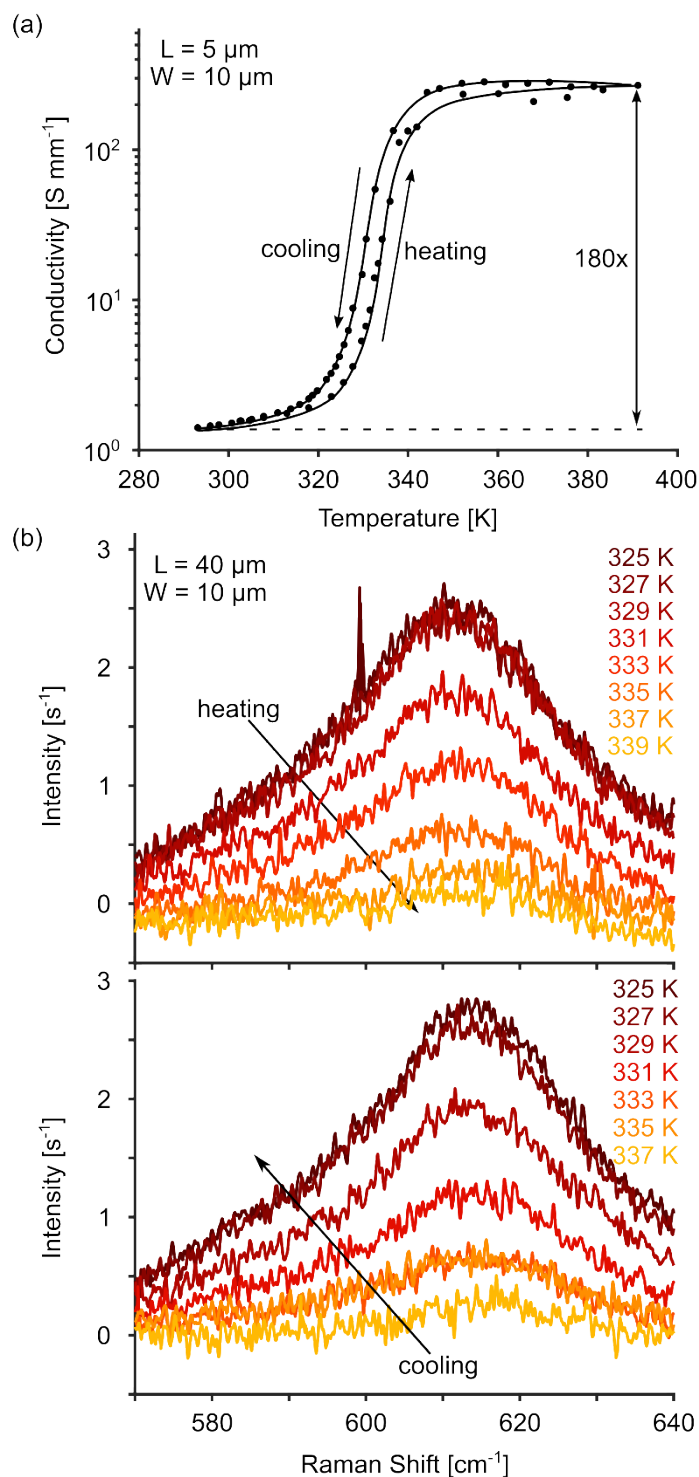 (a)
L = 5 µm
W = 10 µm
Conductivity [S mm⁻¹]
10²
10¹
10⁰
cooling
heating
180x
280
300
320
340
360
380
400
Temperature [K]
(b)
L = 40 µm
W = 10 µm
3
2
1
0
Intensity [s⁻¹]
heating
325 K
327 K
329 K
331 K
333 K
335 K
337 K
339 K
3
2
1
0
Intensity [s⁻¹]
325 K
327 K
329 K
331 K
333 K
335 K
337 K
cooling
580
600
620
640
Raman Shift [cm⁻¹]